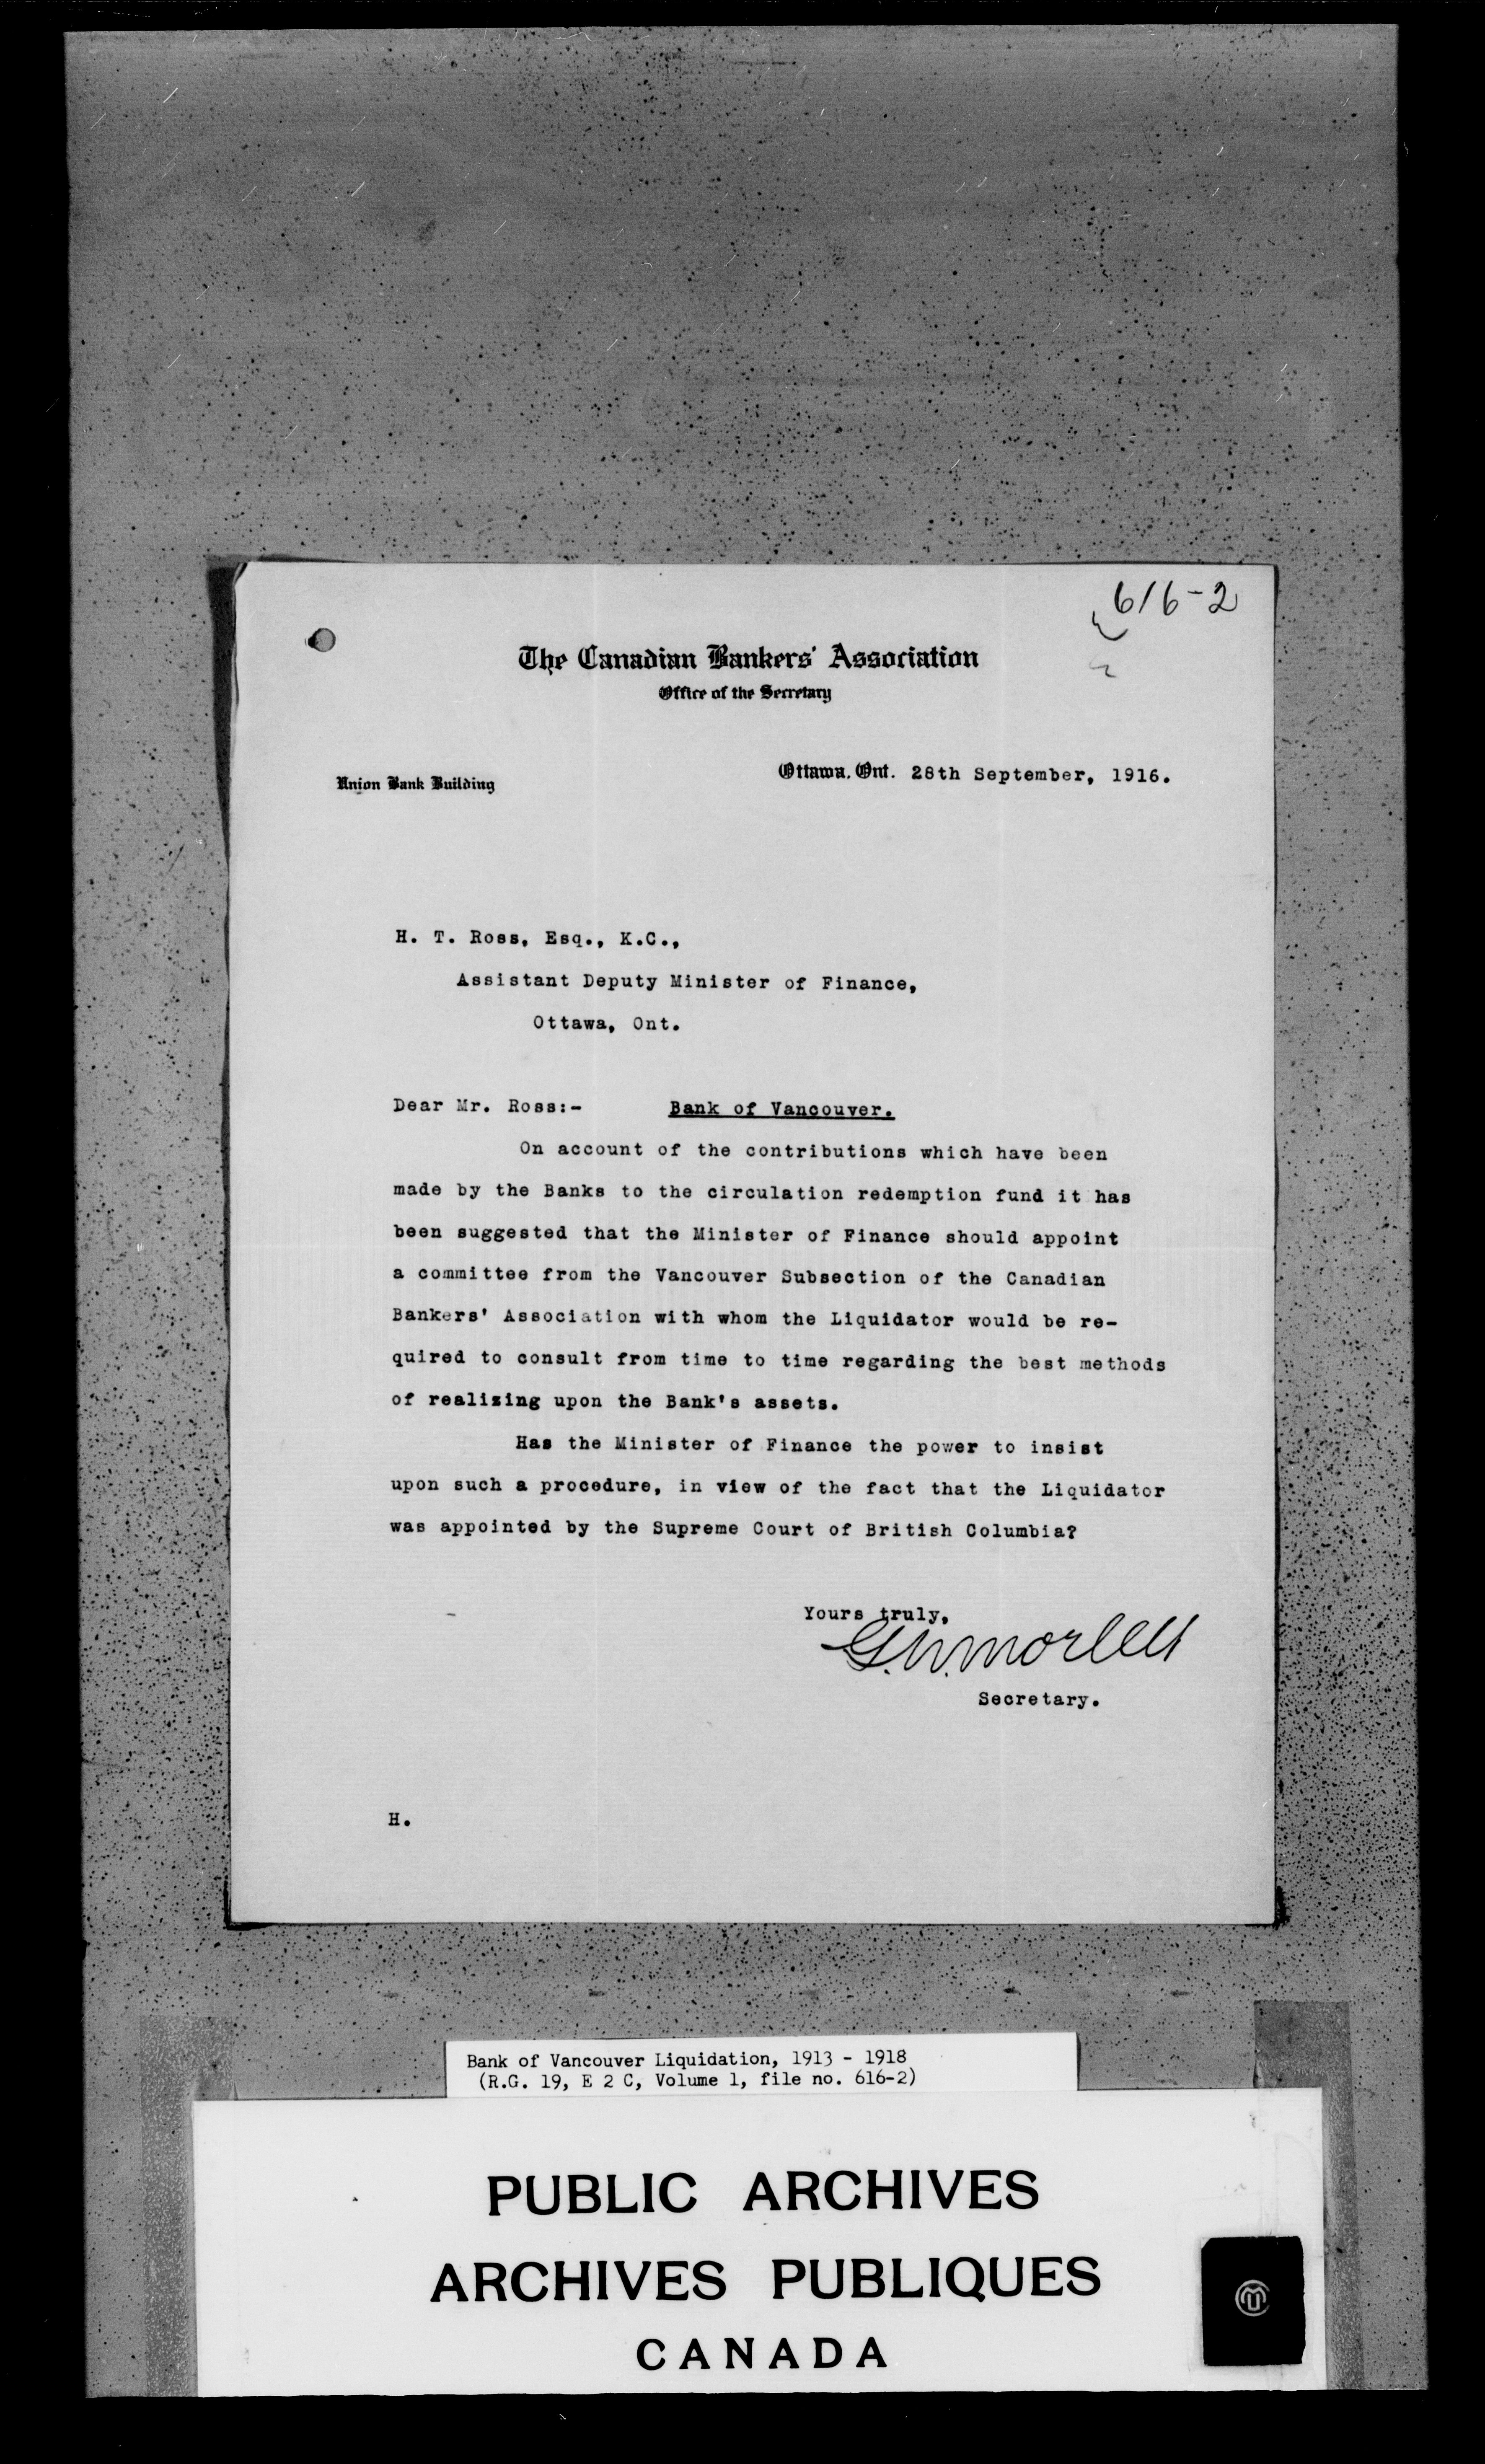 616-2
The Canadian Bankers' Association
Office of the Secretary
Union Bank Building
Ottawa, Ont. 28th September, 1916.
H. T. Ross, Esq., K.C.,
Assistant Deputy Minister of Finance,
Ottawa, Ont.
Dear Mr. Ross:- Bank of Vancouver.
On account of the contributions which have been
made by the Banks to the circulation redemption fund it has
been suggested that the Minister of Finance should appoint
a committee from the Vancouver Subsection of the Canadian
Bankers' Association with whom the Liquidator would be re-
quired to consult from time to time regarding the best methods
of realizing upon the Bank's assets.
Has the Minister of Finance the power to insist
upon such a procedure, in view of the fact that the Liquidator
was appointed by the Supreme Court of British Columbia?
Yours truly,
G.W. Morley
Secretary.
H.
Bank of Vancouver Liquidation, 1913 - 1918
(R.G. 19, E 2 C, Volume 1, file no. 616-2)
PUBLIC ARCHIVES
ARCHIVES PUBLIQUES
CANADA